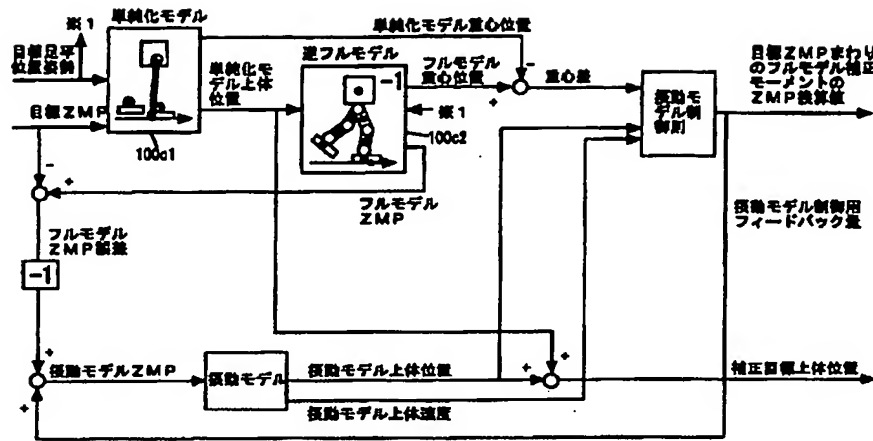 ※1
単純化モデル
単純化モデル重心位置
目標足平
位置姿勢
目標ZMP
100c1
単純化モ
デル上体
位置
逆フルモデル
-1
フルモデル
重心位置
-
+
重心差
※1
100c2
摂動モ
デル制
御則
目標ZMPまわり
のフルモデル補正
モーメントの
ZMP換算値
-
+
フルモデル
ZMP
フルモデル
ZMP誤差
-1
摂動モデル制御用
フィードバック量
+
+
摂動モデルZMP
摂動モデル
摂動モデル上体位置
+
+
補正目標上体位置
摂動モデル上体速度